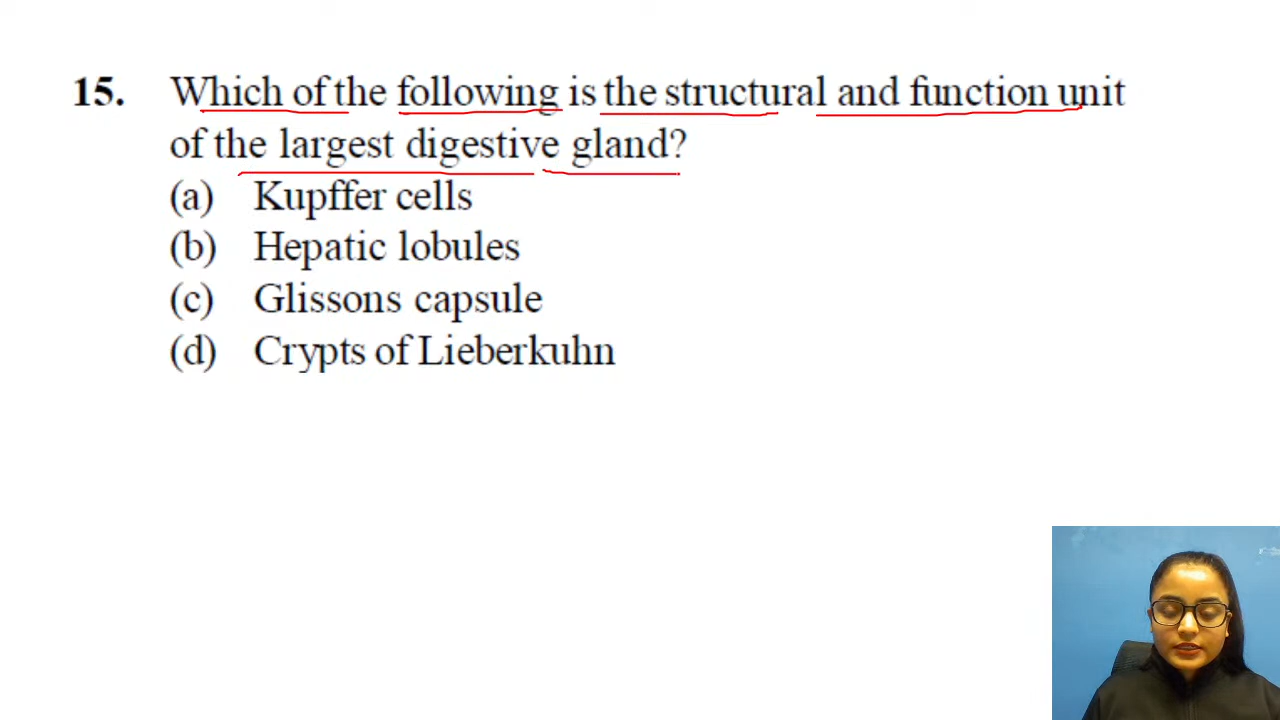 15. Which of the following is the structural and function unit
of the largest digestive gland?
(a) Kupffer cells
(b) Hepatic lobules
(c) Glissons capsule
(d) Crypts of Lieberkuhn